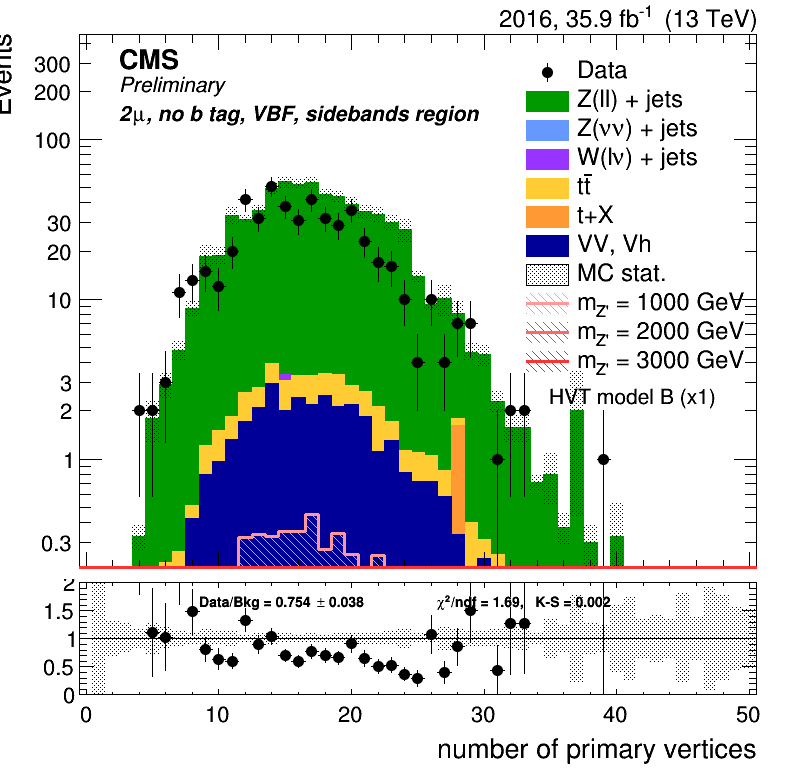 2016, 35.9 fb⁻¹ (13 TeV)
Events
CMS
Preliminary
2μ, no b tag, VBF, sidebands region
Data
Z(ll) + jets
Z(νν) + jets
W(lν) + jets
tt̄
t+X
VV, Vh
MC stat.
m_Z' = 1000 GeV
m_Z' = 2000 GeV
m_Z' = 3000 GeV
HVT model B (x1)
300
200
100
30
20
10
3
2
1
0.3
Data/Bkg = 0.754 ± 0.038
χ²/ndf = 1.69, K-S = 0.002
2
1.5
1
0.5
0
0 10 20 30 40 50
number of primary vertices